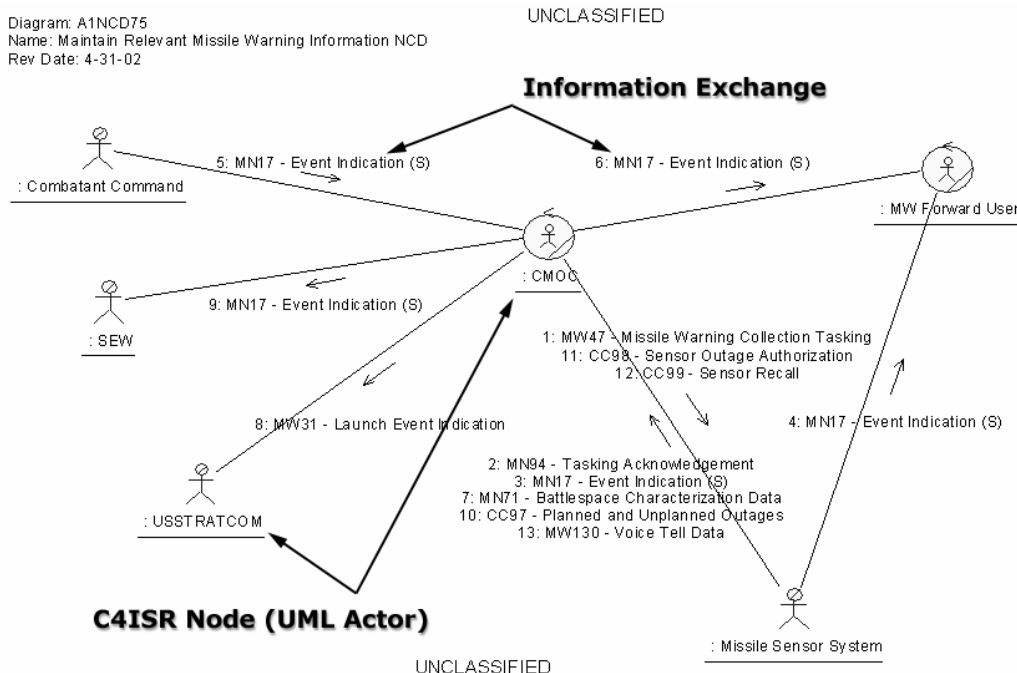 UNCLASSIFIED
Diagram: A1NCD75
Name: Maintain Relevant Missile Warning Information NCD
Rev Date: 4-31-02
Information Exchange
5: MN17 - Event Indication (S)
6: MN17 - Event Indication (S)
: Combatant Command
: MW Forward User
: CMOC
9: MN17 - Event Indication (S)
: SEW
1: MW47 - Missile Warning Collection Tasking
11: CC98 - Sensor Outage Authorization
12: CC99 - Sensor Recall
8: MW31 - Launch Event Indication
4: MN17 - Event Indication (S)
2: MN94 - Tasking Acknowledgement
3: MN17 - Event Indication (S)
7: MN71 - Battlespace Characterization Data
10: CC97 - Planned and Unplanned Outages
13: MW130 - Voice Tell Data
: USSTRATCOM
C4ISR Node (UML Actor)
: Missile Sensor System
UNCLASSIFIED